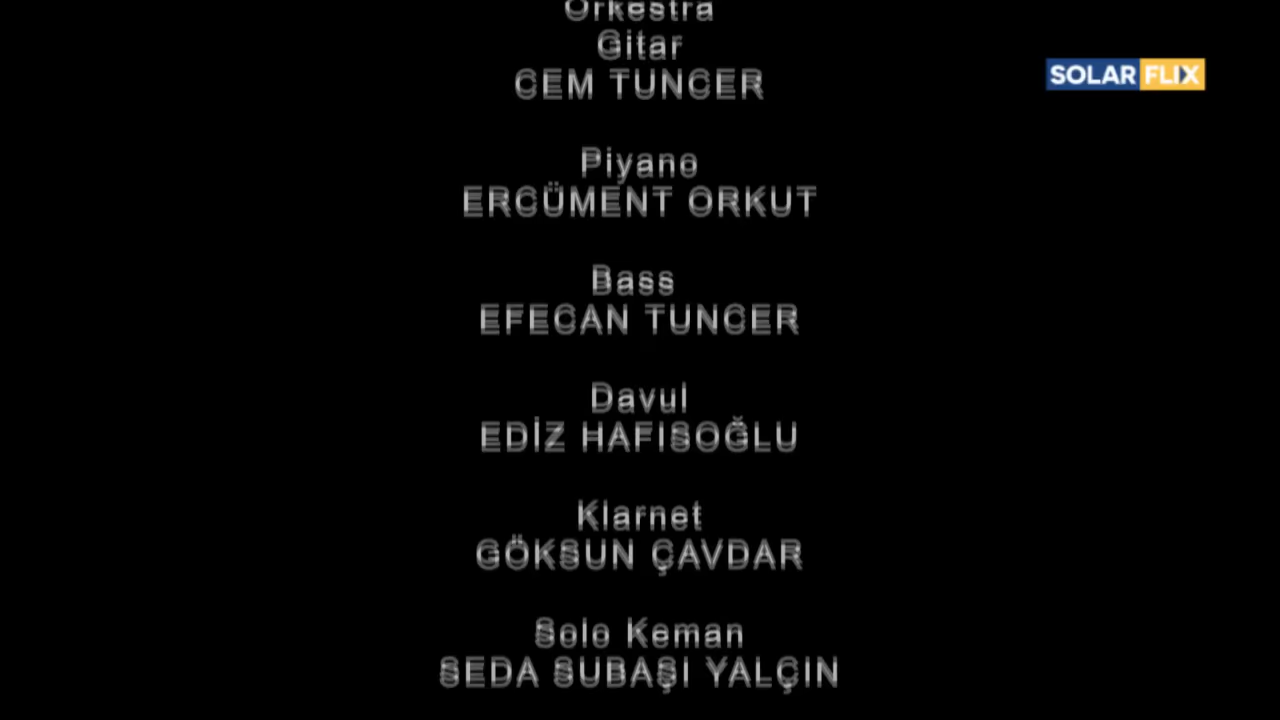 Orkestra
Gitar
CEM TUNCER
SOLAR FLIX
Piyano
ERCÜMENT ORKUT
Bass
EFECAN TUNCER
Davul
EDİZ HAFISOĞLU
Klarnet
GÖKSUN ÇAVDAR
Solo Keman
SEDA SUBAŞI YALÇIN